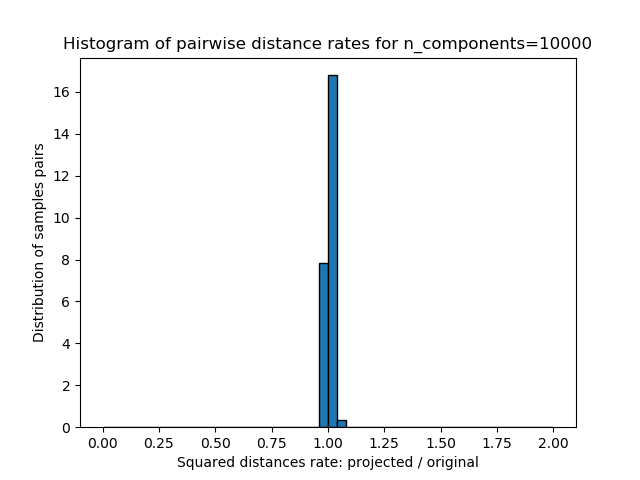 Histogram of pairwise distance rates for n_components=10000
Distribution of samples pairs
16
14
12
10
8
6
4
2
0
0.00 0.25 0.50 0.75 1.00 1.25 1.50 1.75 2.00
Squared distances rate: projected / original